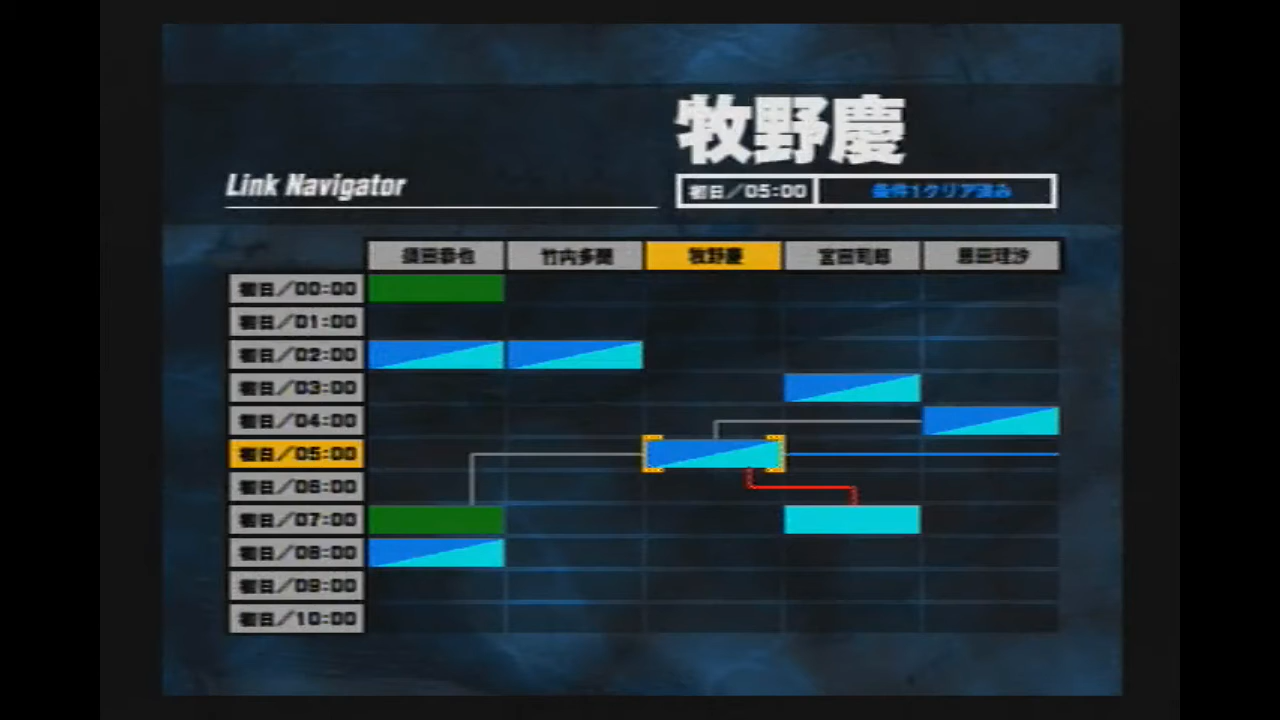 牧野慶
Link Navigator
初日/05:00 条件1クリア済み
須田恭也 竹内多聞 牧野慶 宮田司郎 恩田理沙
初日/00:00
初日/01:00
初日/02:00
初日/03:00
初日/04:00
初日/05:00
初日/06:00
初日/07:00
初日/08:00
初日/09:00
初日/10:00